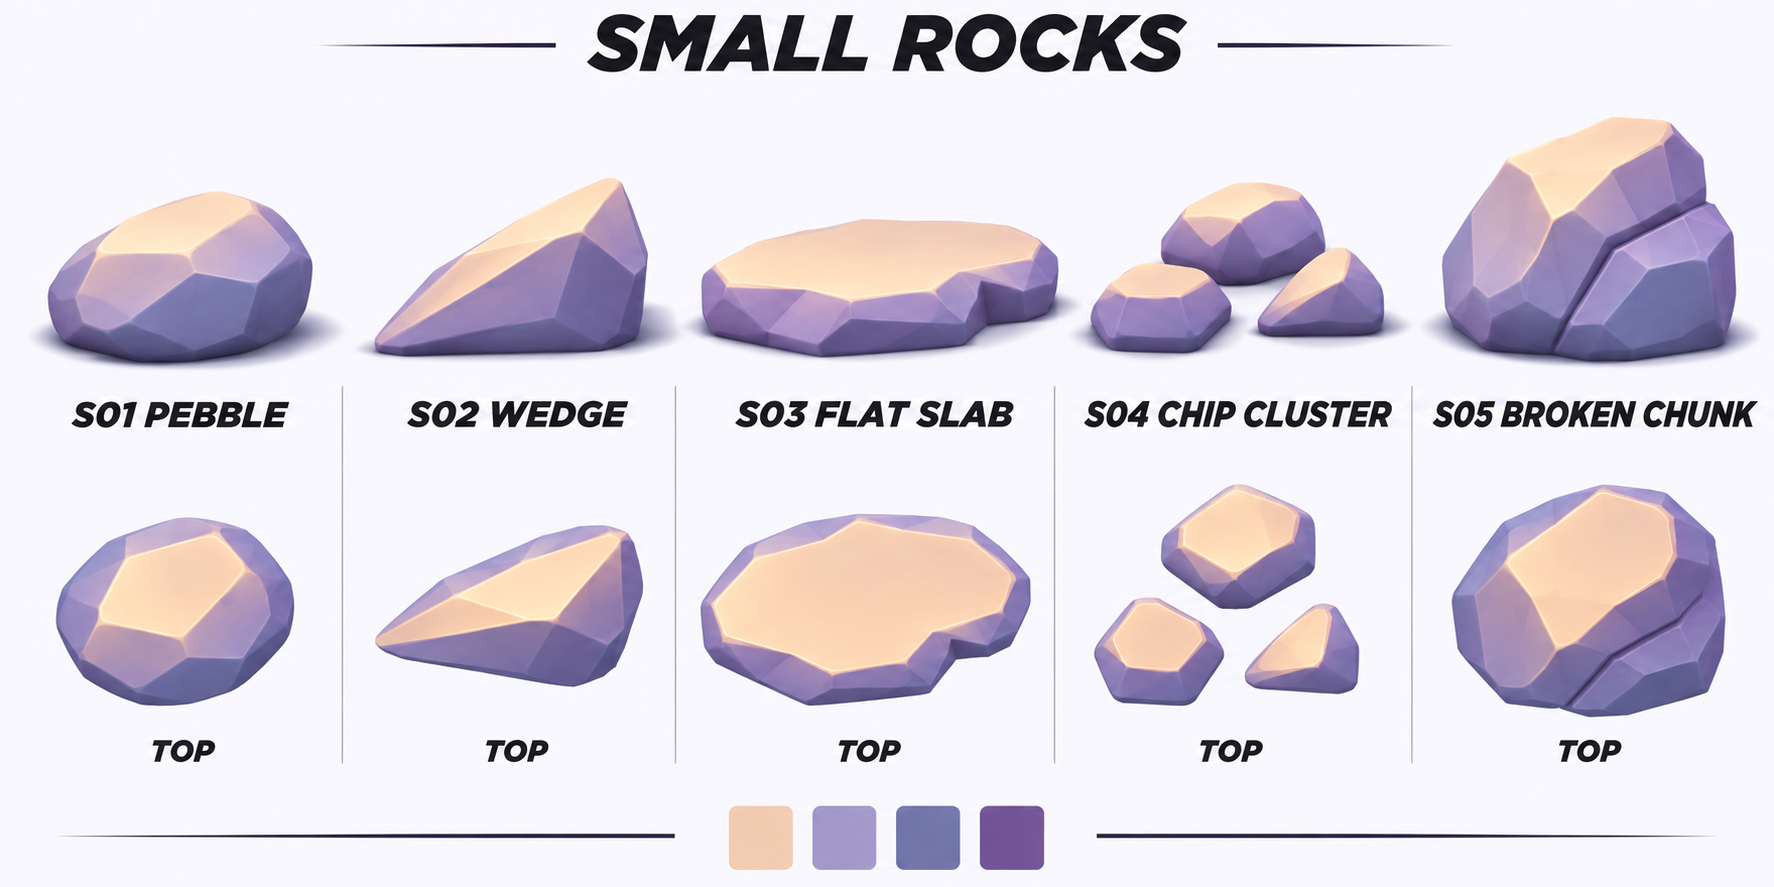 SMALL ROCKS
S01 PEBBLE
S02 WEDGE
S03 FLAT SLAB
S04 CHIP CLUSTER
S05 BROKEN CHUNK
TOP
TOP
TOP
TOP
TOP